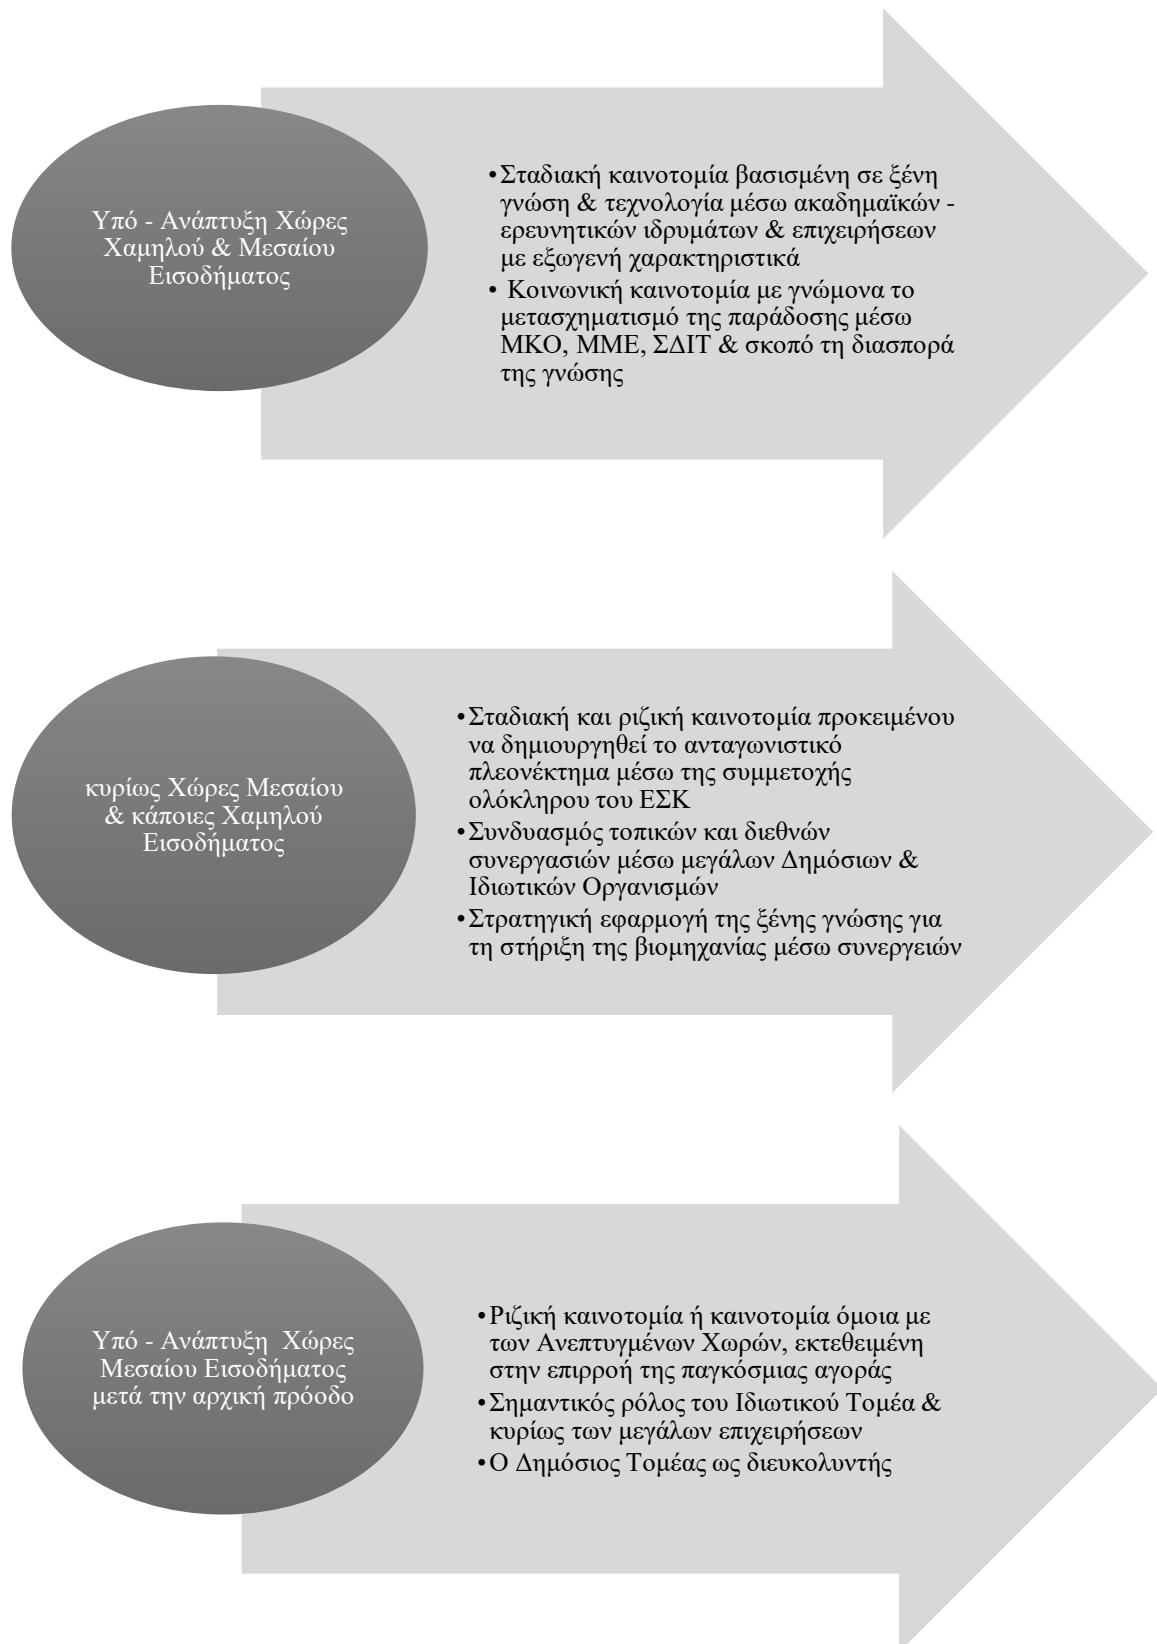 Υπό - Ανάπτυξη Χώρες
Χαμηλού & Μεσαίου
Εισοδήματος
•Σταδιακή καινοτομία βασισμένη σε ξένη
γνώση & τεχνολογία μέσω ακαδημαϊκών -
ερευνητικών ιδρυμάτων & επιχειρήσεων
με εξωγενή χαρακτηριστικά
• Κοινωνική καινοτομία με γνώμονα το
μετασχηματισμό της παράδοσης μέσω
ΜΚΟ, ΜΜΕ, ΣΔΙΤ & σκοπό τη διασπορά
της γνώσης
κυρίως Χώρες Μεσαίου
& κάποιες Χαμηλού
Εισοδήματος
•Σταδιακή και ριζική καινοτομία προκειμένου
να δημιουργηθεί το ανταγωνιστικό
πλεονέκτημα μέσω της συμμετοχής
ολόκληρου του ΕΣΚ
•Συνδυασμός τοπικών και διεθνών
συνεργασιών μέσω μεγάλων Δημόσιων &
Ιδιωτικών Οργανισμών
•Στρατηγική εφαρμογή της ξένης γνώσης για
τη στήριξη της βιομηχανίας μέσω συνεργειών
Υπό - Ανάπτυξη  Χώρες
Μεσαίου Εισοδήματος
μετά την αρχική πρόοδο
•Ριζική καινοτομία ή καινοτομία όμοια με
των Ανεπτυγμένων Χωρών, εκτεθειμένη
στην επιρροή της παγκόσμιας αγοράς
•Σημαντικός ρόλος του Ιδιωτικού Τομέα &
κυρίως των μεγάλων επιχειρήσεων
•Ο Δημόσιος Τομέας ως διευκολυντής